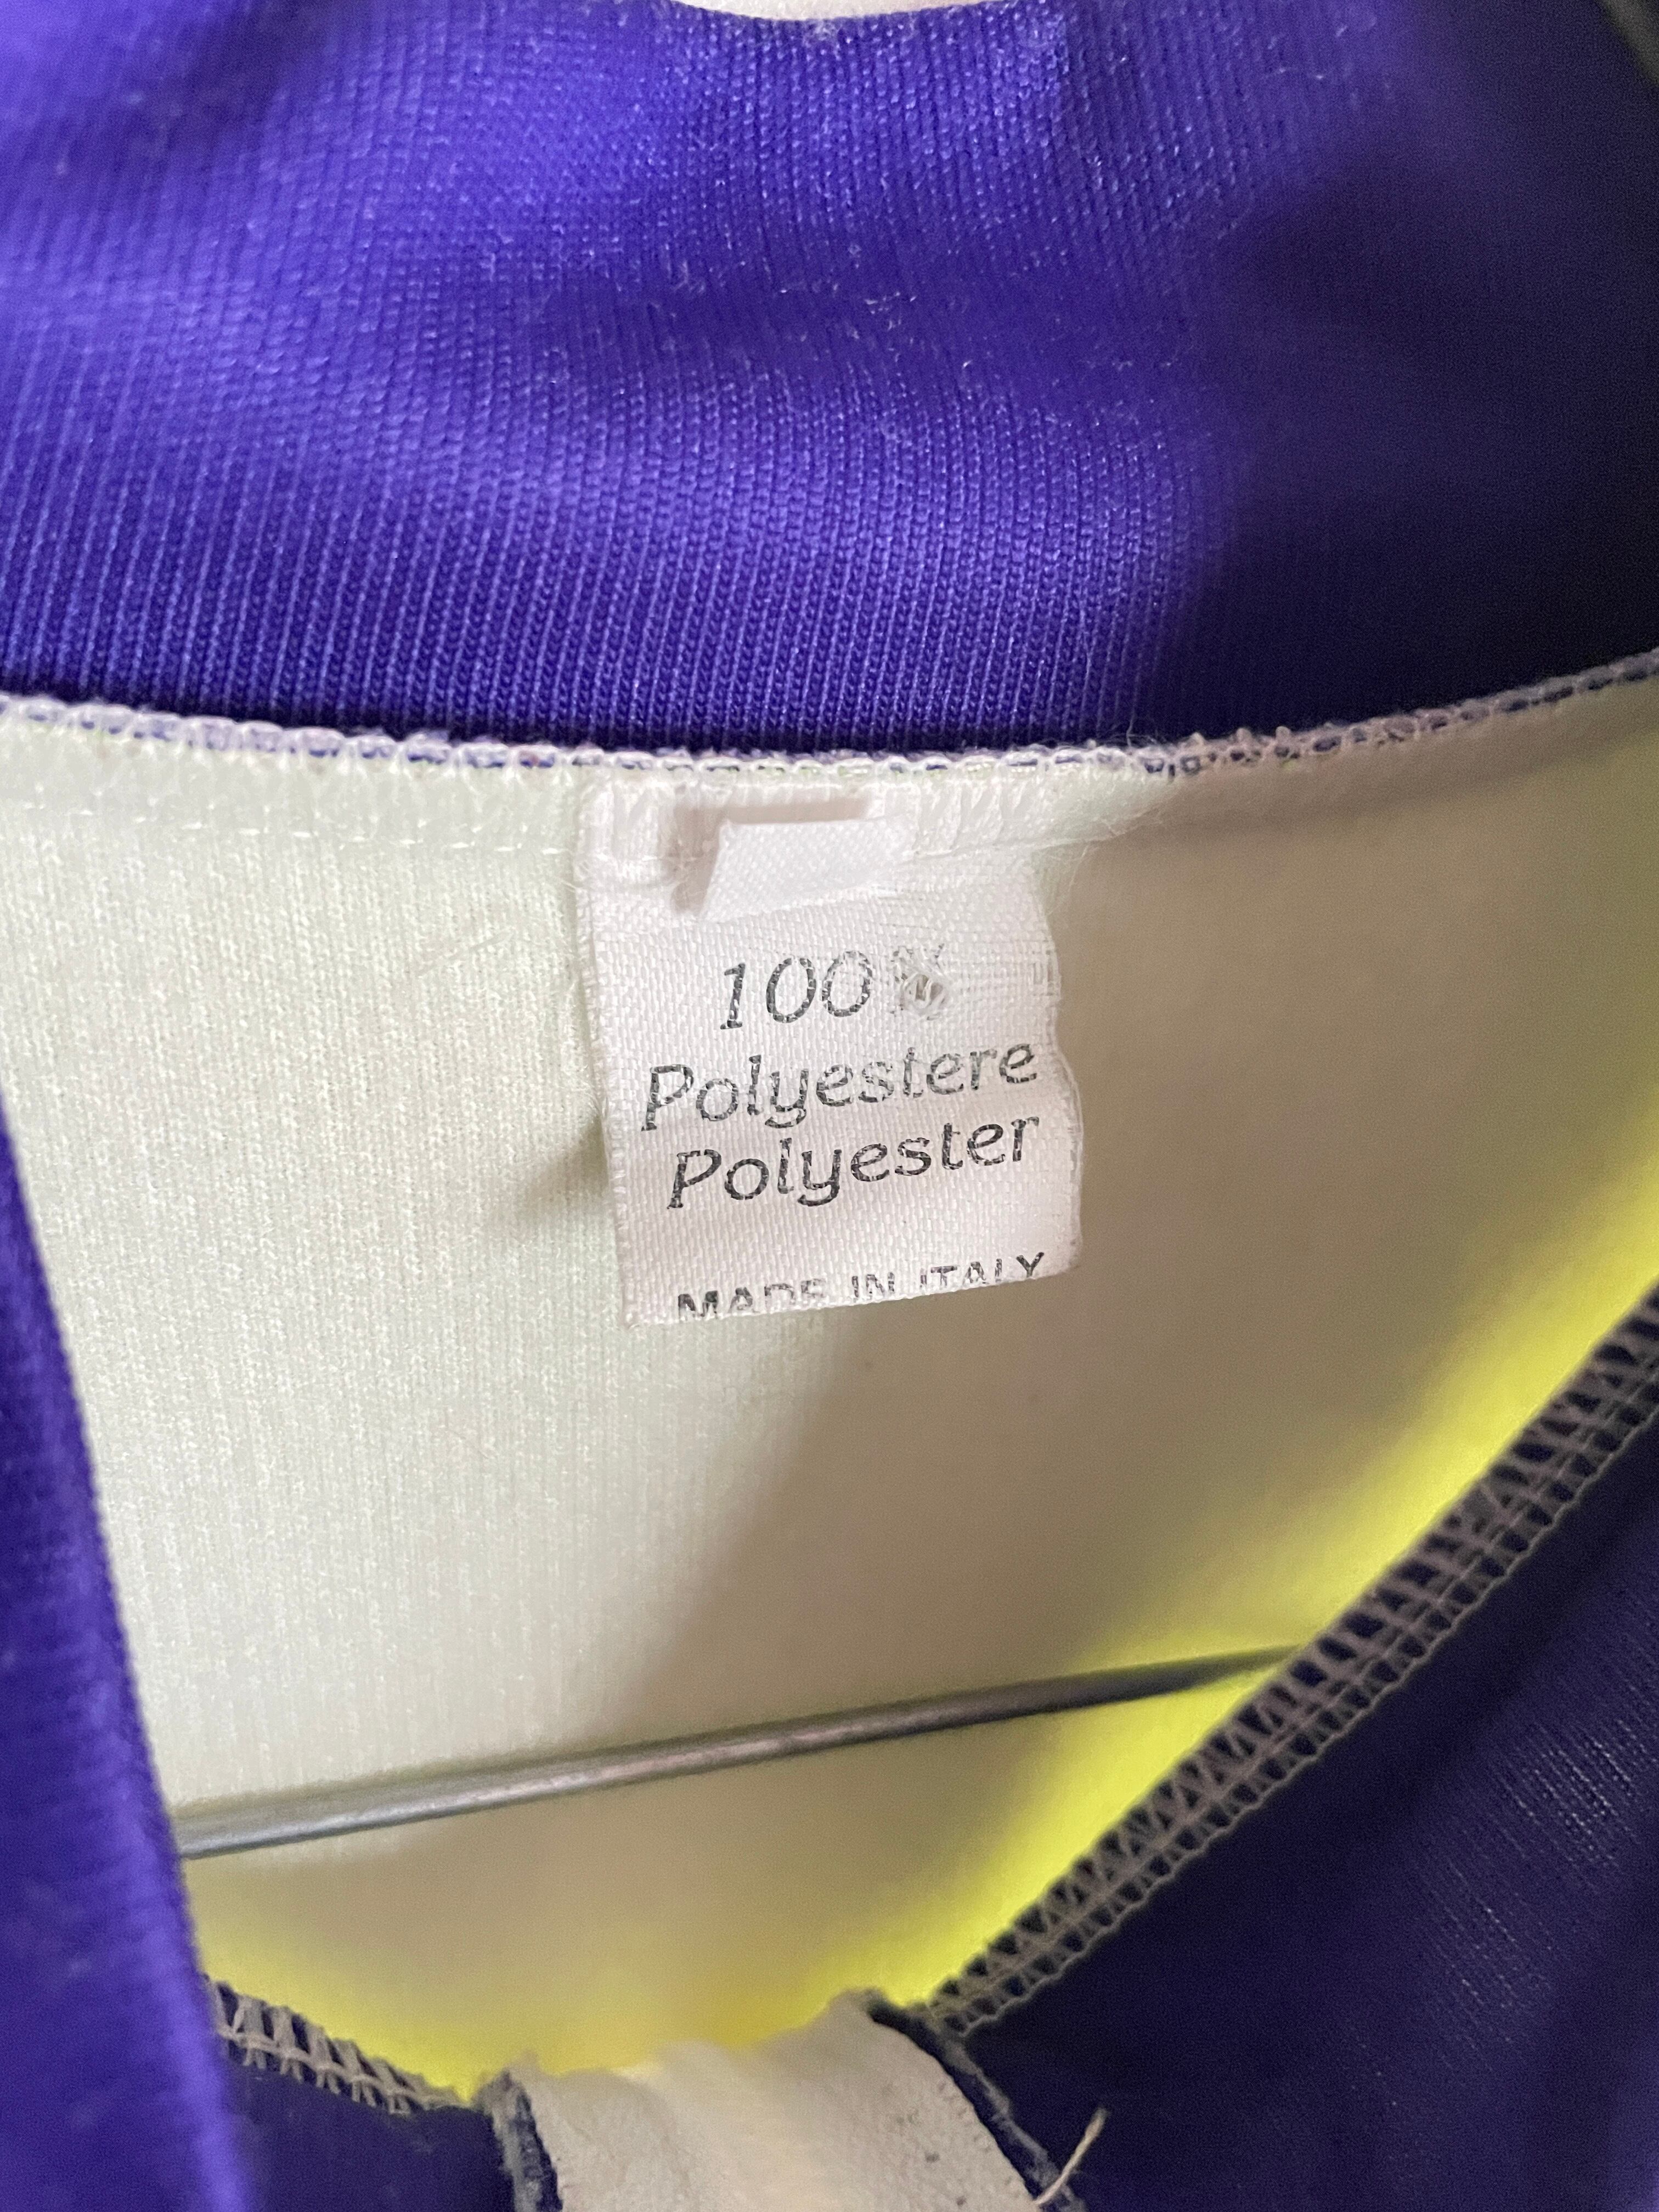 100%
Polyestere
Polyester
MADE IN ITALY